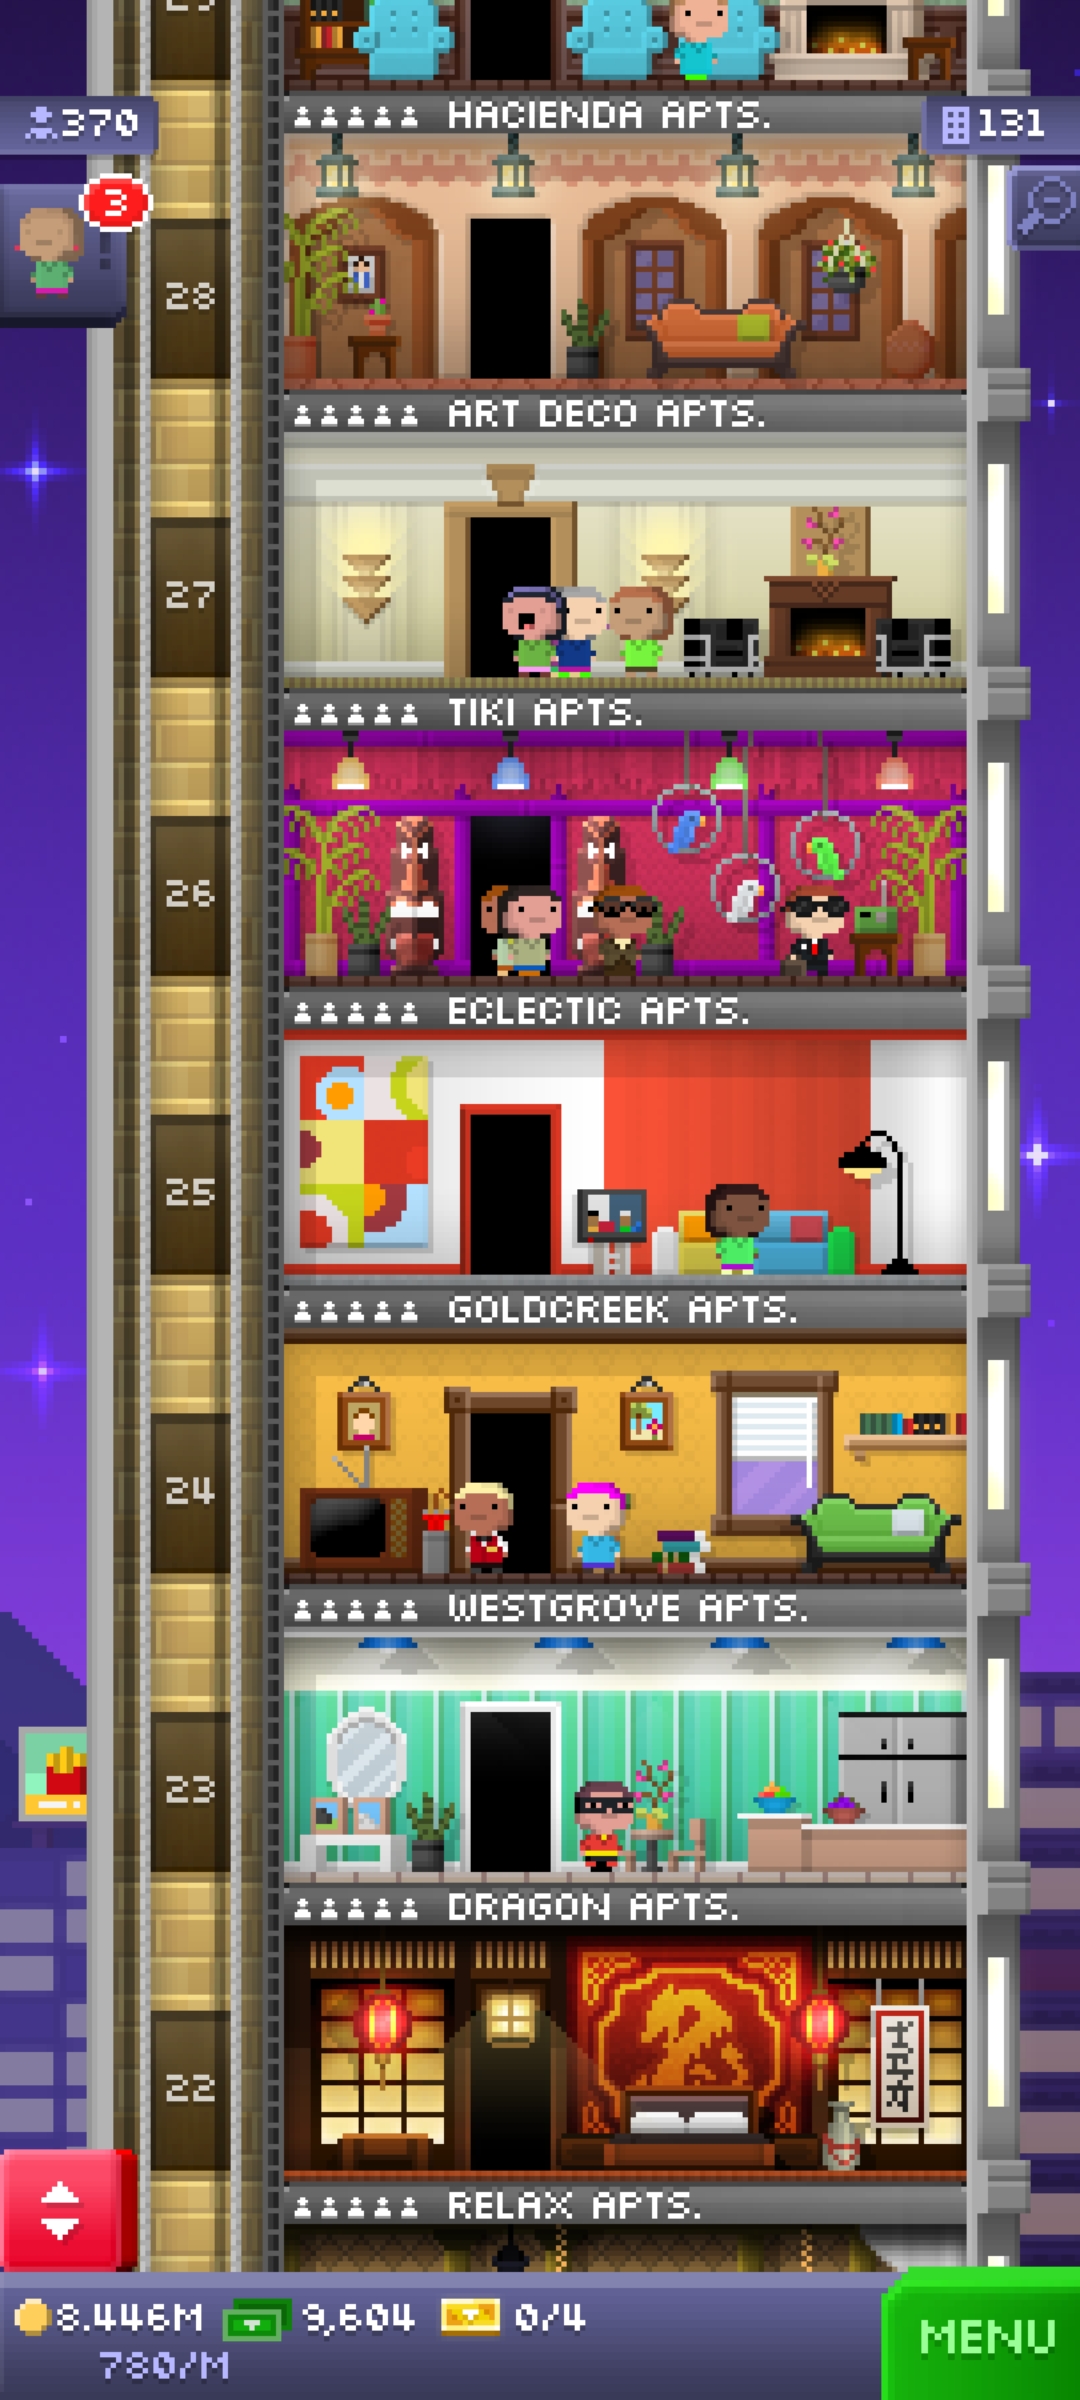 HACIENDA APTS.
370
131
3
28
ART DECO APTS.
27
TIKI APTS.
26
ECLECTIC APTS.
25
GOLDCREEK APTS.
24
WESTGROVE APTS.
23
DRAGON APTS.
22
RELAX APTS.
8.446M
9,604
0/4
780/M
MENU